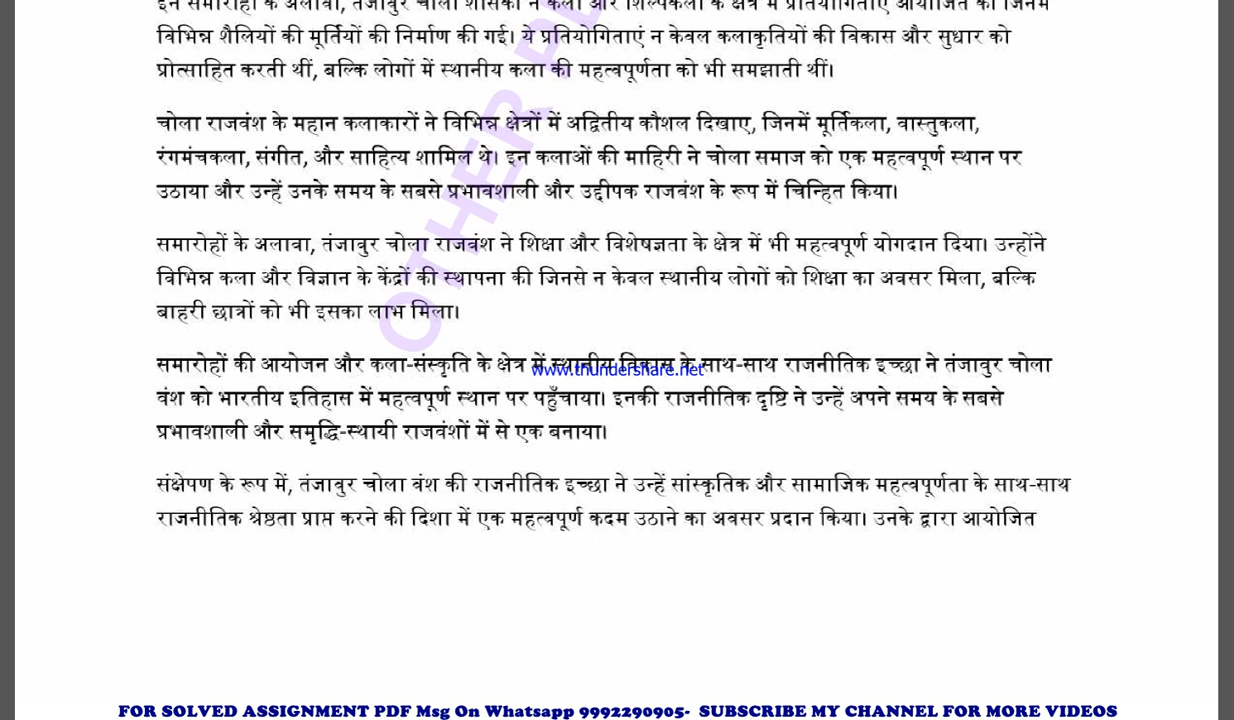 इन समारोहों के अलावा, तंजावुर चोला शासकों ने कला और शिल्पकला के क्षेत्र में प्रतियोगिताएं आयोजित की जिनमें
विभिन्न शैलियों की मूर्तियों की निर्माण की गई। ये प्रतियोगिताएं न केवल कलाकृतियों की विकास और सुधार को
प्रोत्साहित करती थीं, बल्कि लोगों में स्थानीय कला की महत्वपूर्णता को भी समझाती थीं।
चोला राजवंश के महान कलाकारों ने विभिन्न क्षेत्रों में अद्वितीय कौशल दिखाए, जिनमें मूर्तिकला, वास्तुकला,
रंगमंचकला, संगीत, और साहित्य शामिल थे। इन कलाओं की माहिरी ने चोला समाज को एक महत्वपूर्ण स्थान पर
उठाया और उन्हें उनके समय के सबसे प्रभावशाली और उद्दीपक राजवंश के रूप में चिन्हित किया।
समारोहों के अलावा, तंजावुर चोला राजवंश ने शिक्षा और विशेषज्ञता के क्षेत्र में भी महत्वपूर्ण योगदान दिया। उन्होंने
विभिन्न कला और विज्ञान के केंद्रों की स्थापना की जिनसे न केवल स्थानीय लोगों को शिक्षा का अवसर मिला, बल्कि
बाहरी छात्रों को भी इसका लाभ मिला।
समारोहों की आयोजन और कला-संस्कृति के क्षेत्र में स्थानीय विकास के साथ-साथ राजनीतिक इच्छा ने तंजावुर चोला
www.thundershare.net
वंश को भारतीय इतिहास में महत्वपूर्ण स्थान पर पहुँचाया। इनकी राजनीतिक दृष्टि ने उन्हें अपने समय के सबसे
प्रभावशाली और समृद्धि-स्थायी राजवंशों में से एक बनाया।
संक्षेपण के रूप में, तंजावुर चोला वंश की राजनीतिक इच्छा ने उन्हें सांस्कृतिक और सामाजिक महत्वपूर्णता के साथ-साथ
राजनीतिक श्रेष्ठता प्राप्त करने की दिशा में एक महत्वपूर्ण कदम उठाने का अवसर प्रदान किया। उनके द्वारा आयोजित
OTHER
FOR SOLVED ASSIGNMENT PDF Msg On Whatsapp 9992290905- SUBSCRIBE MY CHANNEL FOR MORE VIDEOS